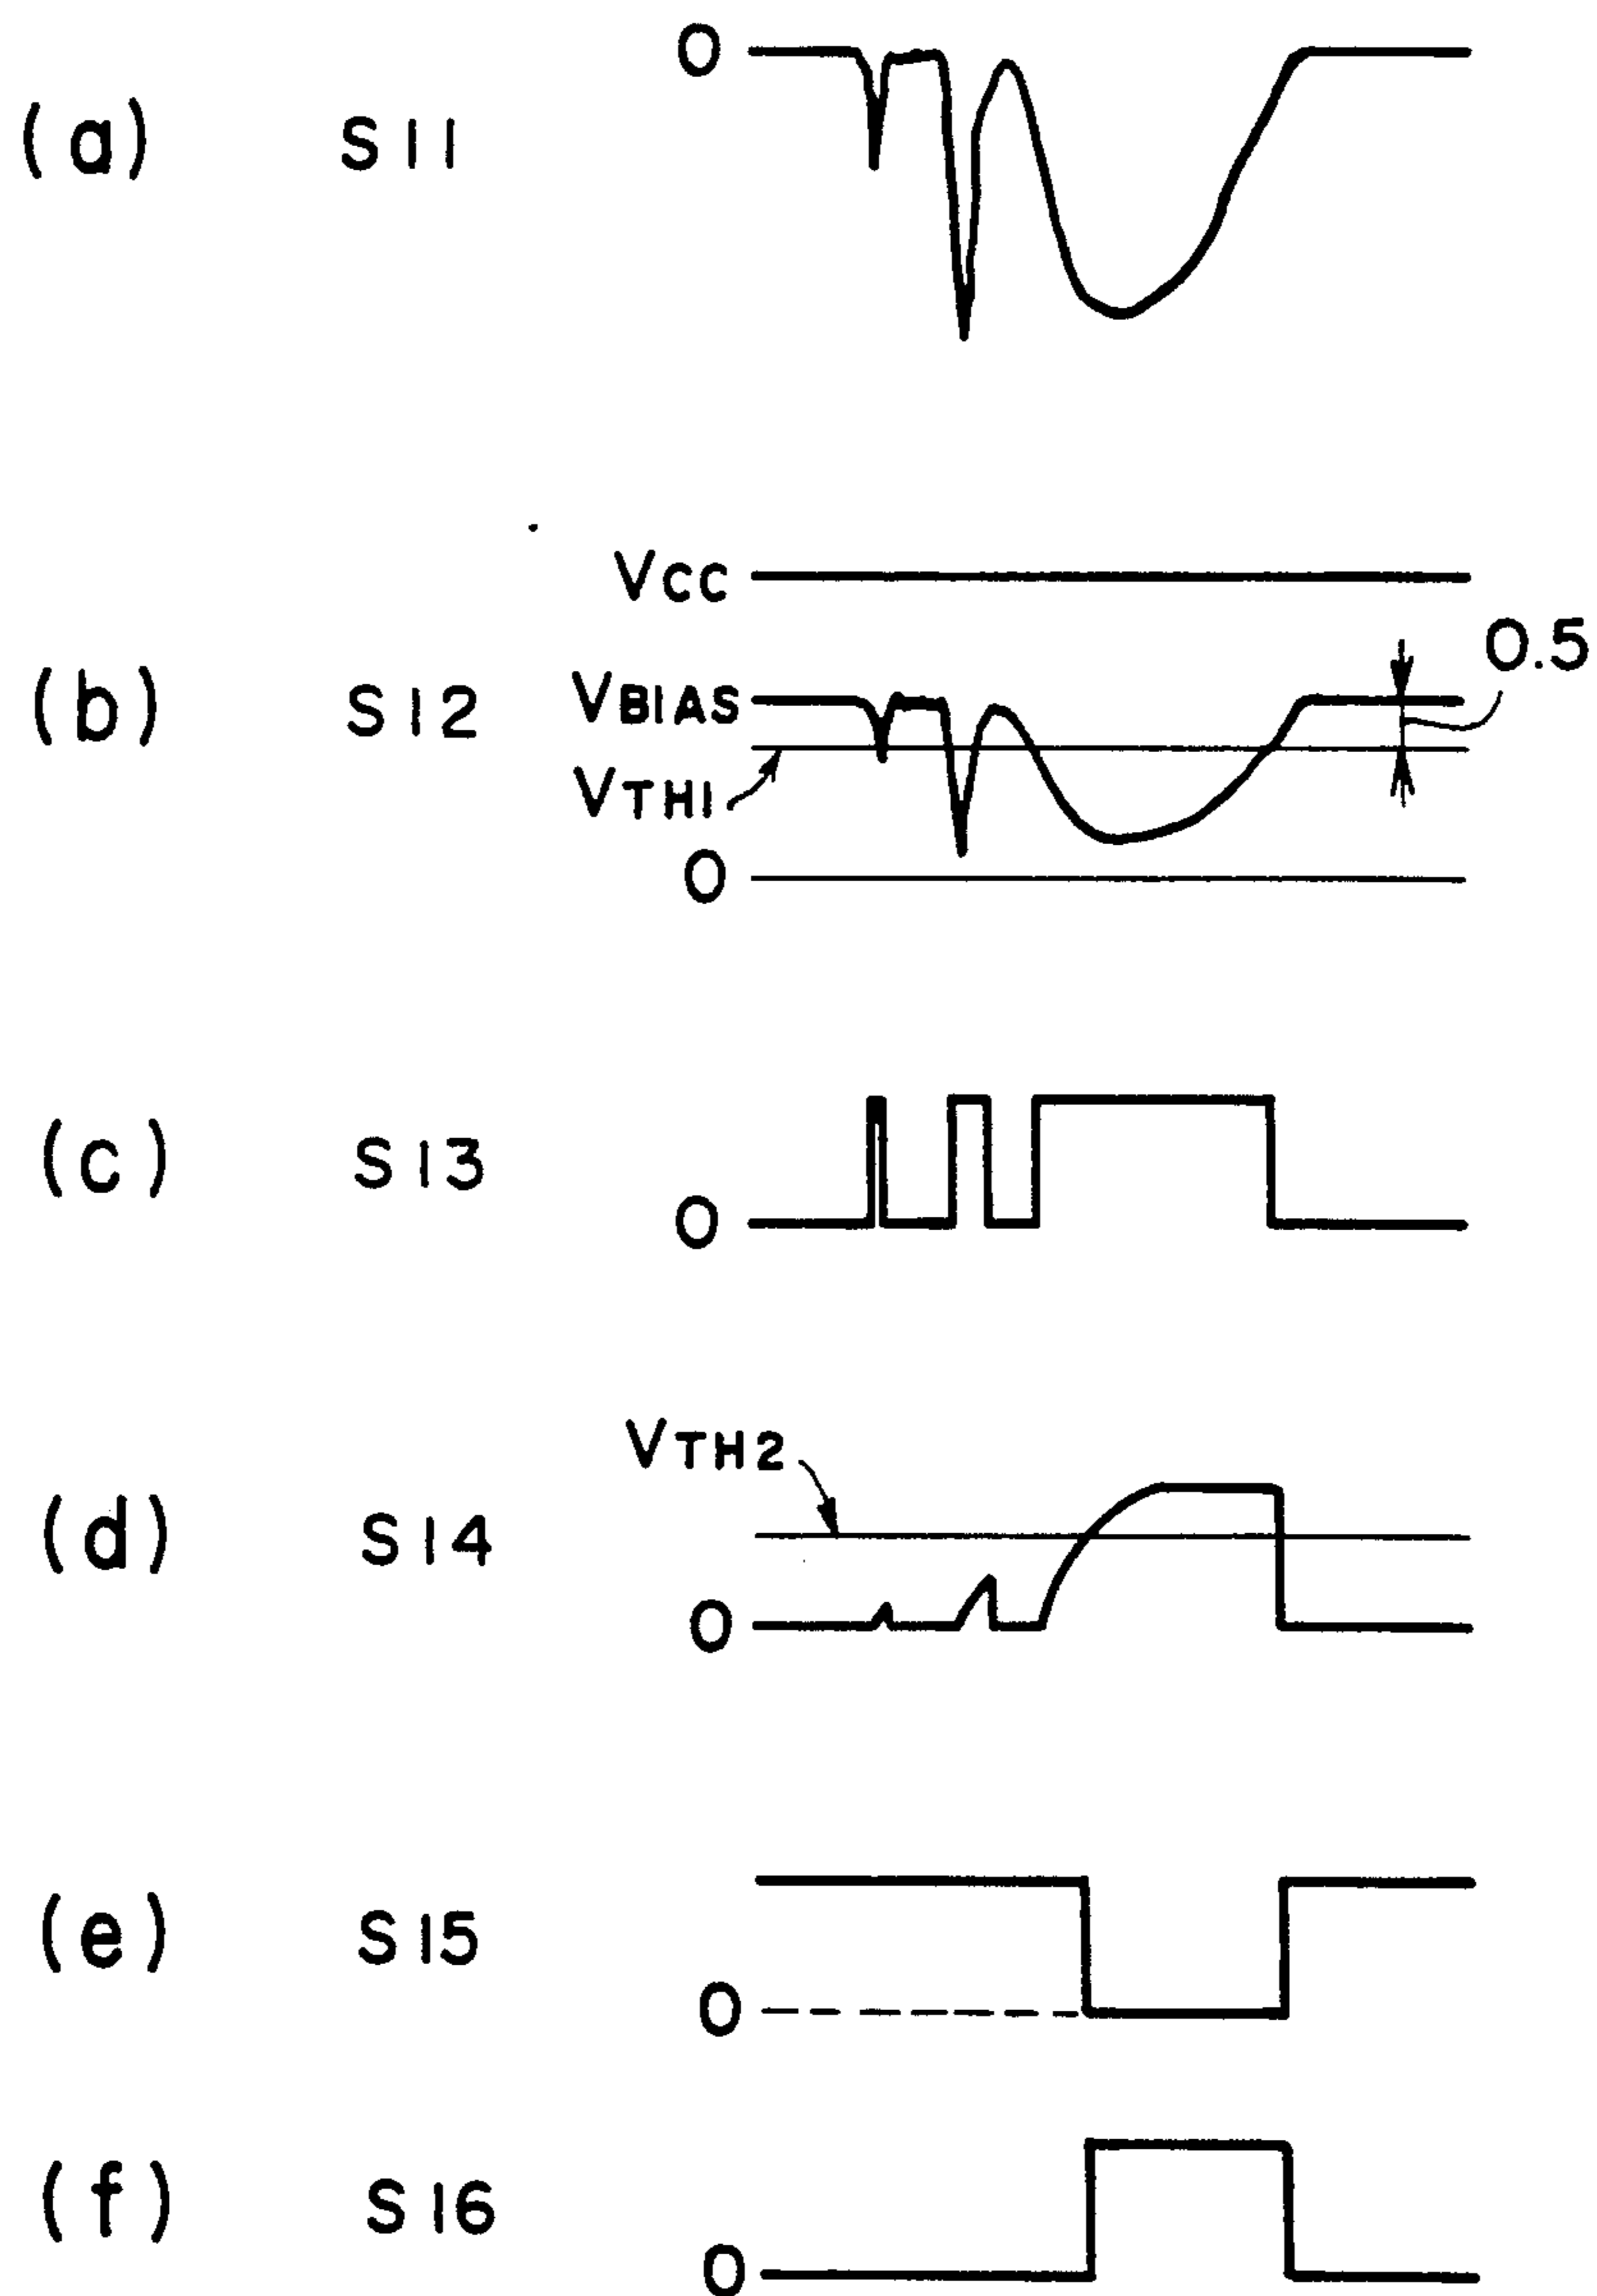 0
(a) S11
VCC
0.5
(b) S12 VBIAS
VTH1
0
(c) S13
0
VTH2
(d) S14
0
(e) S15
0
(f) S16
0